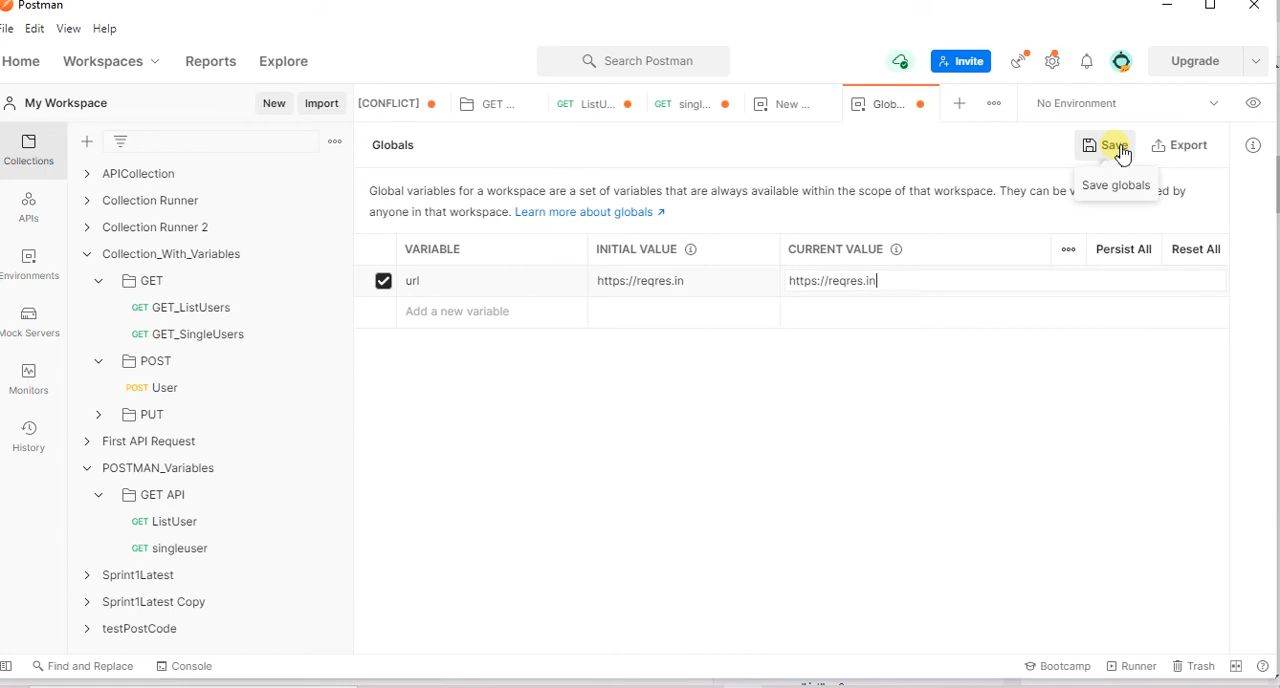 Postman
File Edit View Help
Home Workspaces Reports Explore Search Postman Invite Upgrade
My Workspace New Import [CONFLICT] GET ... GET ListU... GET singl... New ... Glob... No Environment
Collections
APIs
Environments
Mock Servers
Monitors
History
APICollection
Collection Runner
Collection Runner 2
Collection_With_Variables
GET
GET GET_ListUsers
GET GET_SingleUsers
POST
POST User
PUT
First API Request
POSTMAN_Variables
GET API
GET ListUser
GET singleuser
Sprint1Latest
Sprint1Latest Copy
testPostCode
Globals Save Export
Save globals
Global variables for a workspace are a set of variables that are always available within the scope of that workspace. They can be v ed by
anyone in that workspace. Learn more about globals
VARIABLE INITIAL VALUE CURRENT VALUE Persist All Reset All
url https://reqres.in https://reqres.in
Add a new variable
Find and Replace Console Bootcamp Runner Trash